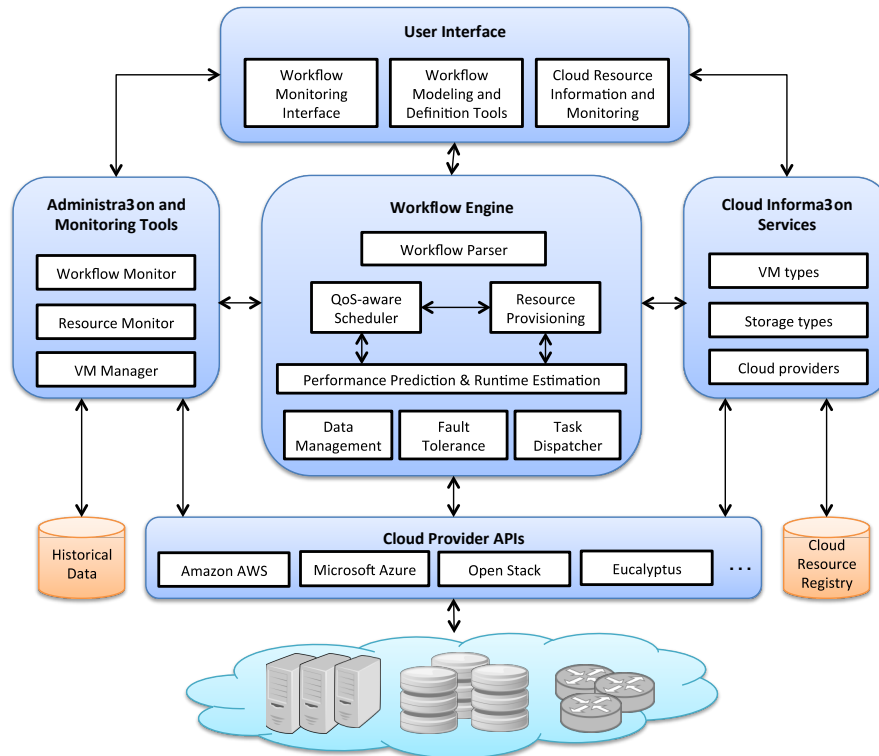 User Interface
Workflow
Monitoring
Interface
Workflow
Modeling and
Definition Tools
Cloud Resource
Information and
Monitoring
Administra3on and
Monitoring Tools
Workflow Monitor
Resource Monitor
VM Manager
Workflow Engine
Workflow Parser
QoS-aware
Scheduler
Resource
Provisioning
Performance Prediction & Runtime Estimation
Data
Management
Fault
Tolerance
Task
Dispatcher
Cloud Informa3on
Services
VM types
Storage types
Cloud providers
Historical
Data
Cloud Provider APIs
Amazon AWS
Microsoft Azure
Open Stack
Eucalyptus
...
Cloud
Resource
Registry